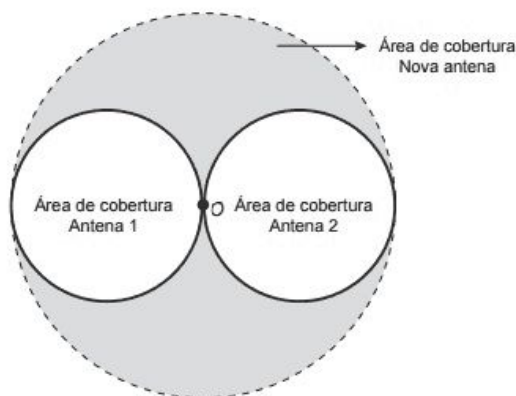 Área de cobertura
Nova antena
Área de cobertura
Antena 1
O
Área de cobertura
Antena 2